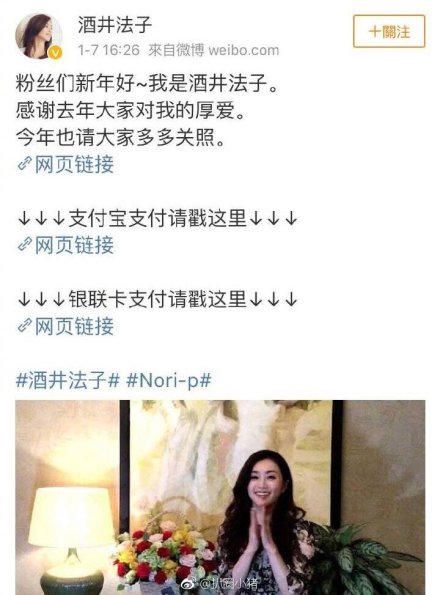 酒井法子
1-7 16:26 來自微博 weibo.com
十關注
粉丝们新年好~我是酒井法子。
感谢去年大家对我的厚爱。
今年也请大家多多关照。
网页链接
↓↓↓支付宝支付请戳这里↓↓↓
网页链接
↓↓↓银联卡支付请戳这里↓↓↓
网页链接
#酒井法子# #Nori-p#
@扒圈小猪